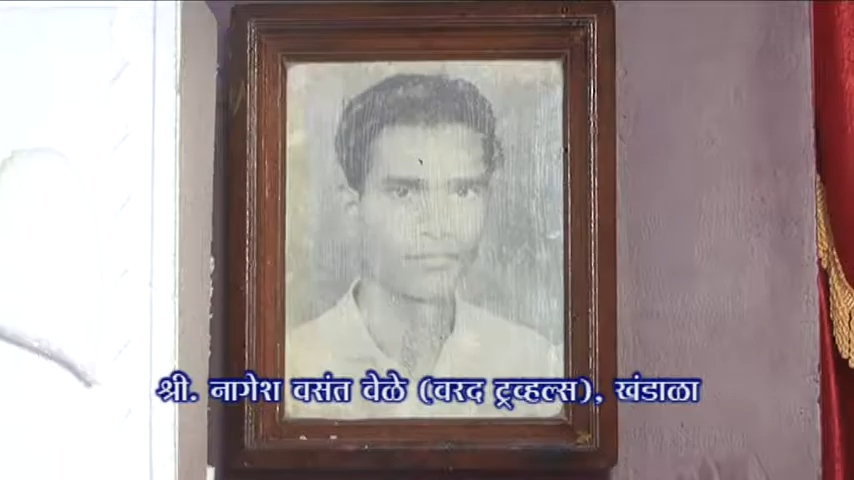 श्री. नागेश वसंत वेळे (वरद ट्रव्हल्स), खंडाळा